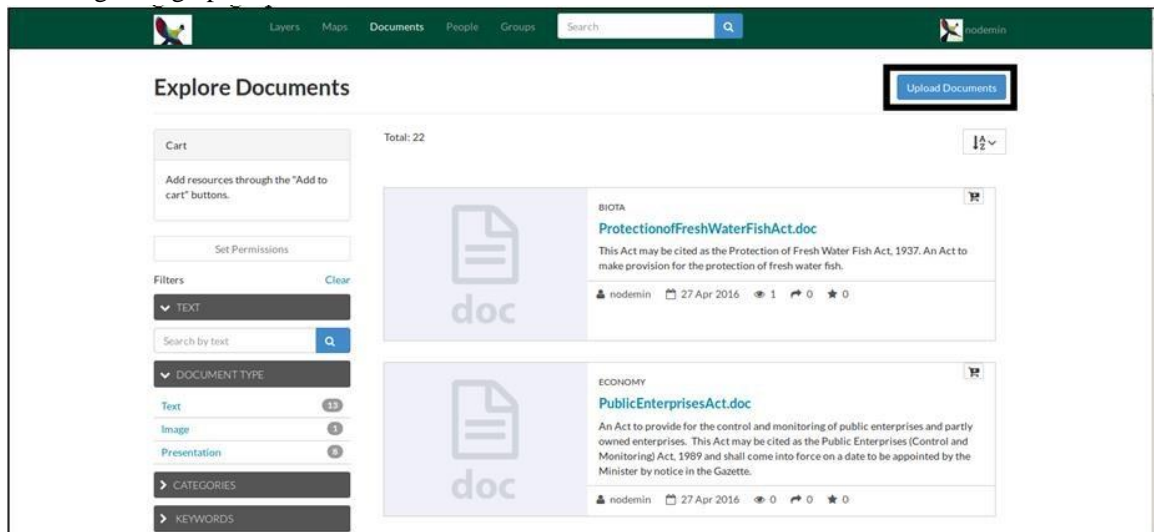 Layers Maps Documents People Groups Search nodemin
Explore Documents
Upload Documents
Cart
Add resources through the "Add to
cart" buttons.
Set Permissions
Filters Clear
TEXT
Search by text
DOCUMENT TYPE
Text 13
Image 1
Presentation 8
CATEGORIES
KEYWORDS
Total: 22
doc
BIOTA
ProtectionofFreshWaterFishAct.doc
This Act may be cited as the Protection of Fresh Water Fish Act, 1937. An Act to
make provision for the protection of fresh water fish.
nodemin 27 Apr 2016 1 0 0
doc
ECONOMY
PublicEnterprisesAct.doc
An Act to provide for the control and monitoring of public enterprises and partly
owned enterprises. This Act may be cited as the Public Enterprises (Control and
Monitoring) Act, 1989 and shall come into force on a date to be appointed by the
Minister by notice in the Gazette.
nodemin 27 Apr 2016 0 0 0